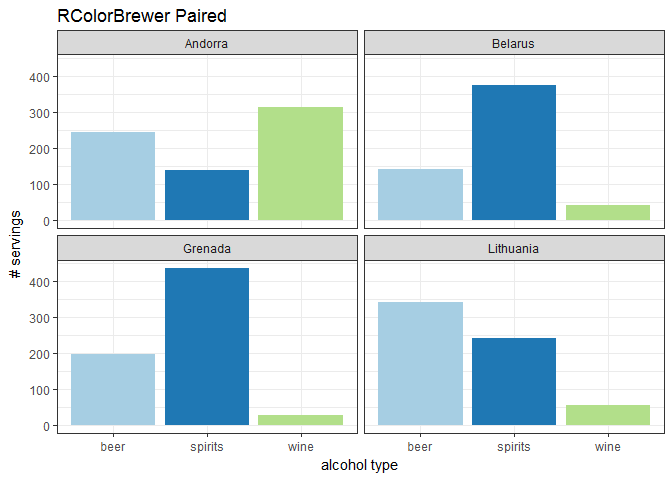 RColorBrewer Paired
Andorra
Belarus
400
300
200
100
0
Grenada
Lithuania
400
300
200
100
0
# servings
beer
spirits
wine
beer
spirits
wine
alcohol type